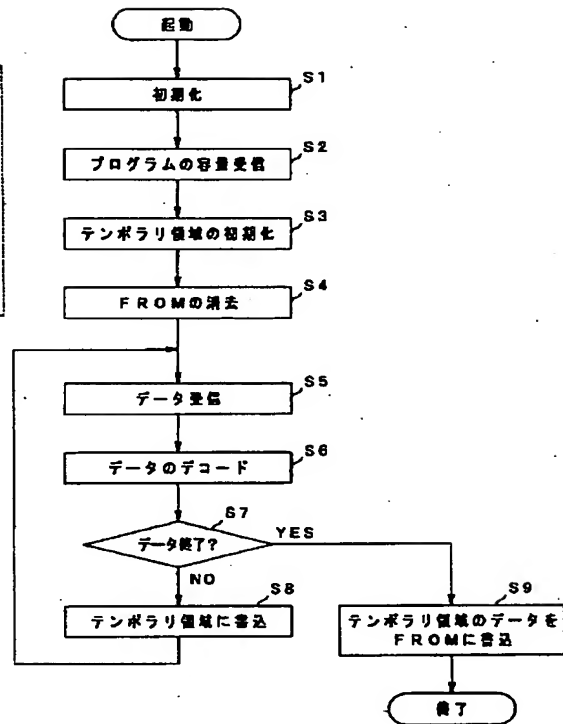 起動
S1
初期化
S2
プログラムの容量受信
S3
テンポラリ領域の初期化
S4
FROMの消去
S5
データ受信
S6
データのデコード
S7
データ終了?
YES
NO
S8
テンポラリ領域に書込
S9
テンポラリ領域のデータを
FROMに書込
終了